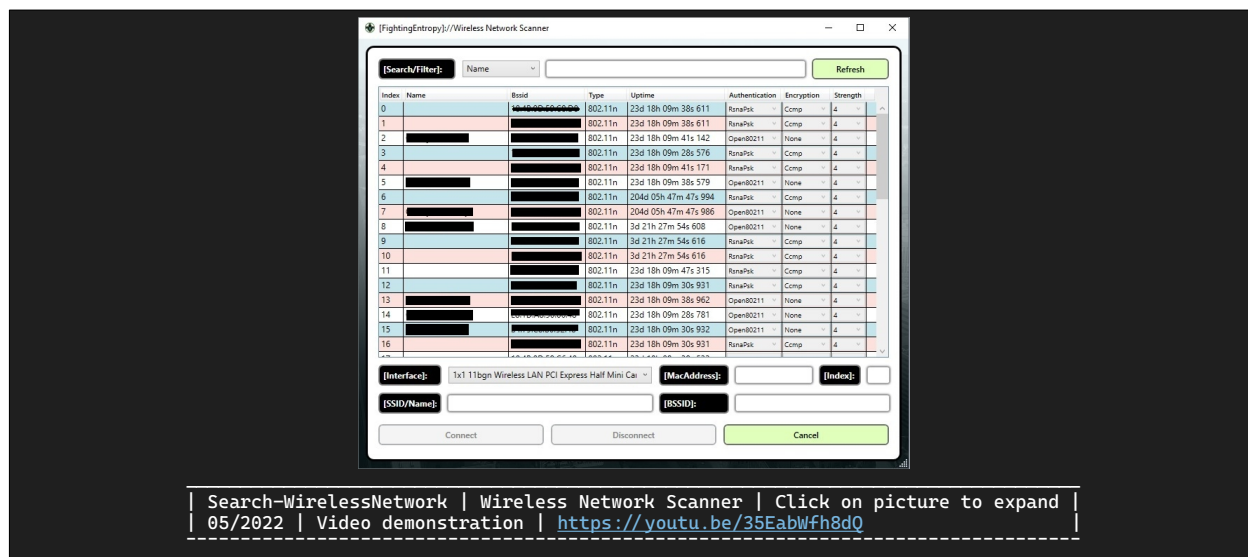 [FightingEntropy]://Wireless Network Scanner
[Search/Filter]: Name Refresh
Index Name Bssid Type Uptime Authentication Encryption Strength
0 802.11n 23d 18h 09m 38s 611 RsnaPsk Ccmp 4
1 802.11n 23d 18h 09m 38s 611 RsnaPsk Ccmp 4
2 802.11n 23d 18h 09m 41s 142 Open80211 None 4
3 802.11n 23d 18h 09m 28s 576 RsnaPsk Ccmp 4
4 802.11n 23d 18h 09m 41s 171 RsnaPsk Ccmp 4
5 802.11n 23d 18h 09m 38s 579 Open80211 None 4
6 802.11n 204d 05h 47m 47s 994 RsnaPsk Ccmp 4
7 802.11n 204d 05h 47m 47s 986 Open80211 None 4
8 802.11n 3d 21h 27m 54s 608 Open80211 None 4
9 802.11n 3d 21h 27m 54s 616 RsnaPsk Ccmp 4
10 802.11n 3d 21h 27m 54s 616 RsnaPsk Ccmp 4
11 802.11n 23d 18h 09m 47s 315 RsnaPsk Ccmp 4
12 802.11n 23d 18h 09m 30s 931 RsnaPsk Ccmp 4
13 802.11n 23d 18h 09m 38s 962 Open80211 None 4
14 802.11n 23d 18h 09m 28s 781 Open80211 None 4
15 802.11n 23d 18h 09m 30s 932 Open80211 None 4
16 802.11n 23d 18h 09m 30s 931 RsnaPsk Ccmp 4
[Interface]: 1x1 11bgn Wireless LAN PCI Express Half Mini Car [MacAddress]: [Index]:
[SSID/Name]: [BSSID]:
Connect Disconnect Cancel
| Search-WirelessNetwork | Wireless Network Scanner | Click on picture to expand |
| 05/2022 | Video demonstration | https://youtu.be/35EabWfh8dQ |